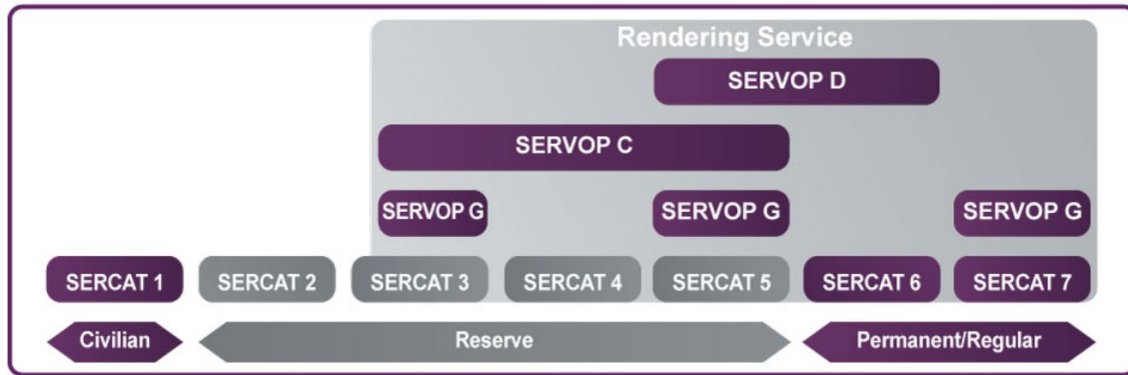 Rendering Service
SERVOP D
SERVOP C
SERVOP G SERVOP G SERVOP G
SERCAT 1 SERCAT 2 SERCAT 3 SERCAT 4 SERCAT 5 SERCAT 6 SERCAT 7
Civilian Reserve Permanent/Regular